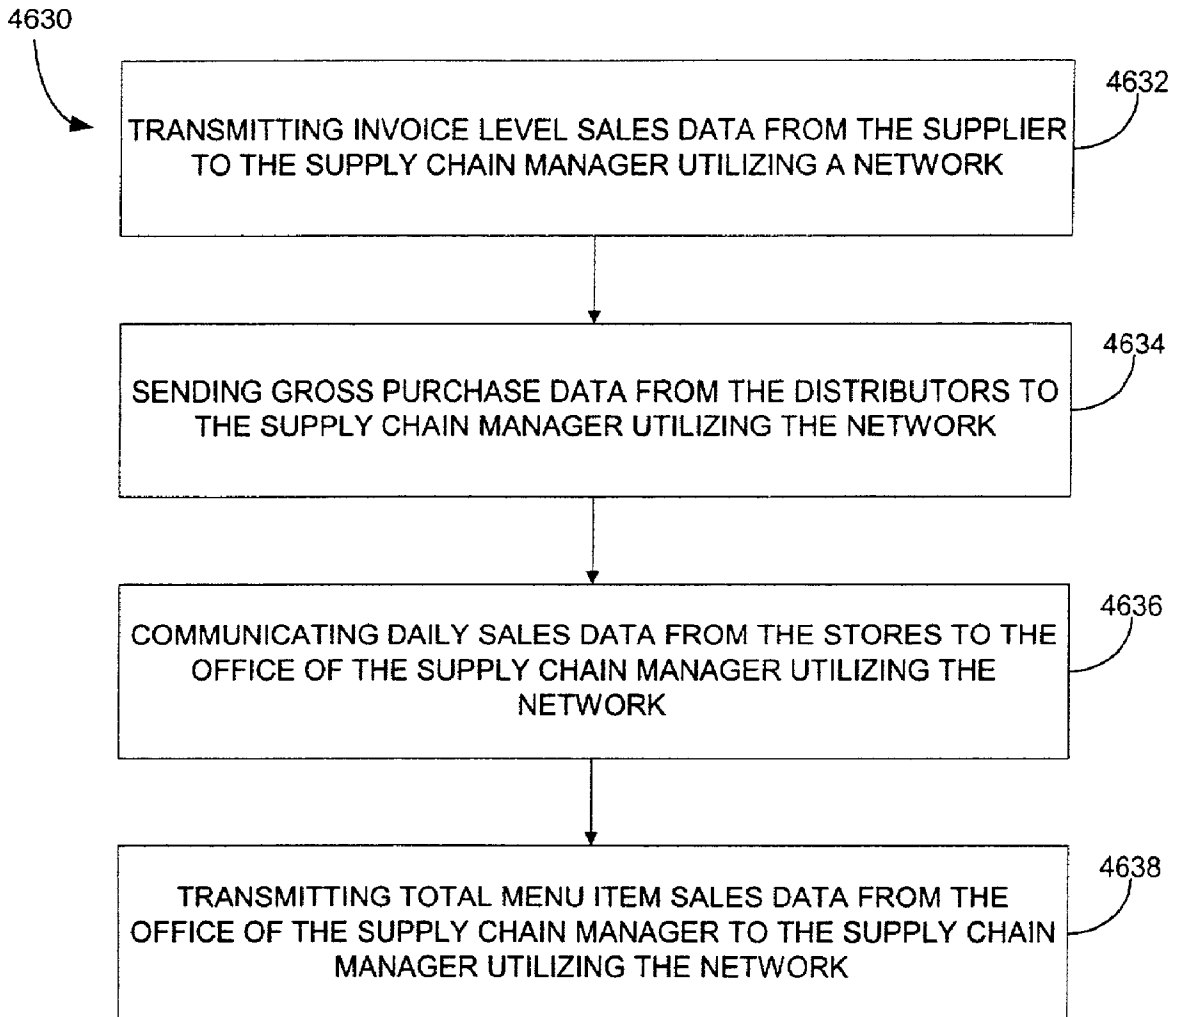 4630
4632
TRANSMITTING INVOICE LEVEL SALES DATA FROM THE SUPPLIER
TO THE SUPPLY CHAIN MANAGER UTILIZING A NETWORK
4634
SENDING GROSS PURCHASE DATA FROM THE DISTRIBUTORS TO
THE SUPPLY CHAIN MANAGER UTILIZING THE NETWORK
4636
COMMUNICATING DAILY SALES DATA FROM THE STORES TO THE
OFFICE OF THE SUPPLY CHAIN MANAGER UTILIZING THE
NETWORK
4638
TRANSMITTING TOTAL MENU ITEM SALES DATA FROM THE
OFFICE OF THE SUPPLY CHAIN MANAGER TO THE SUPPLY CHAIN
MANAGER UTILIZING THE NETWORK